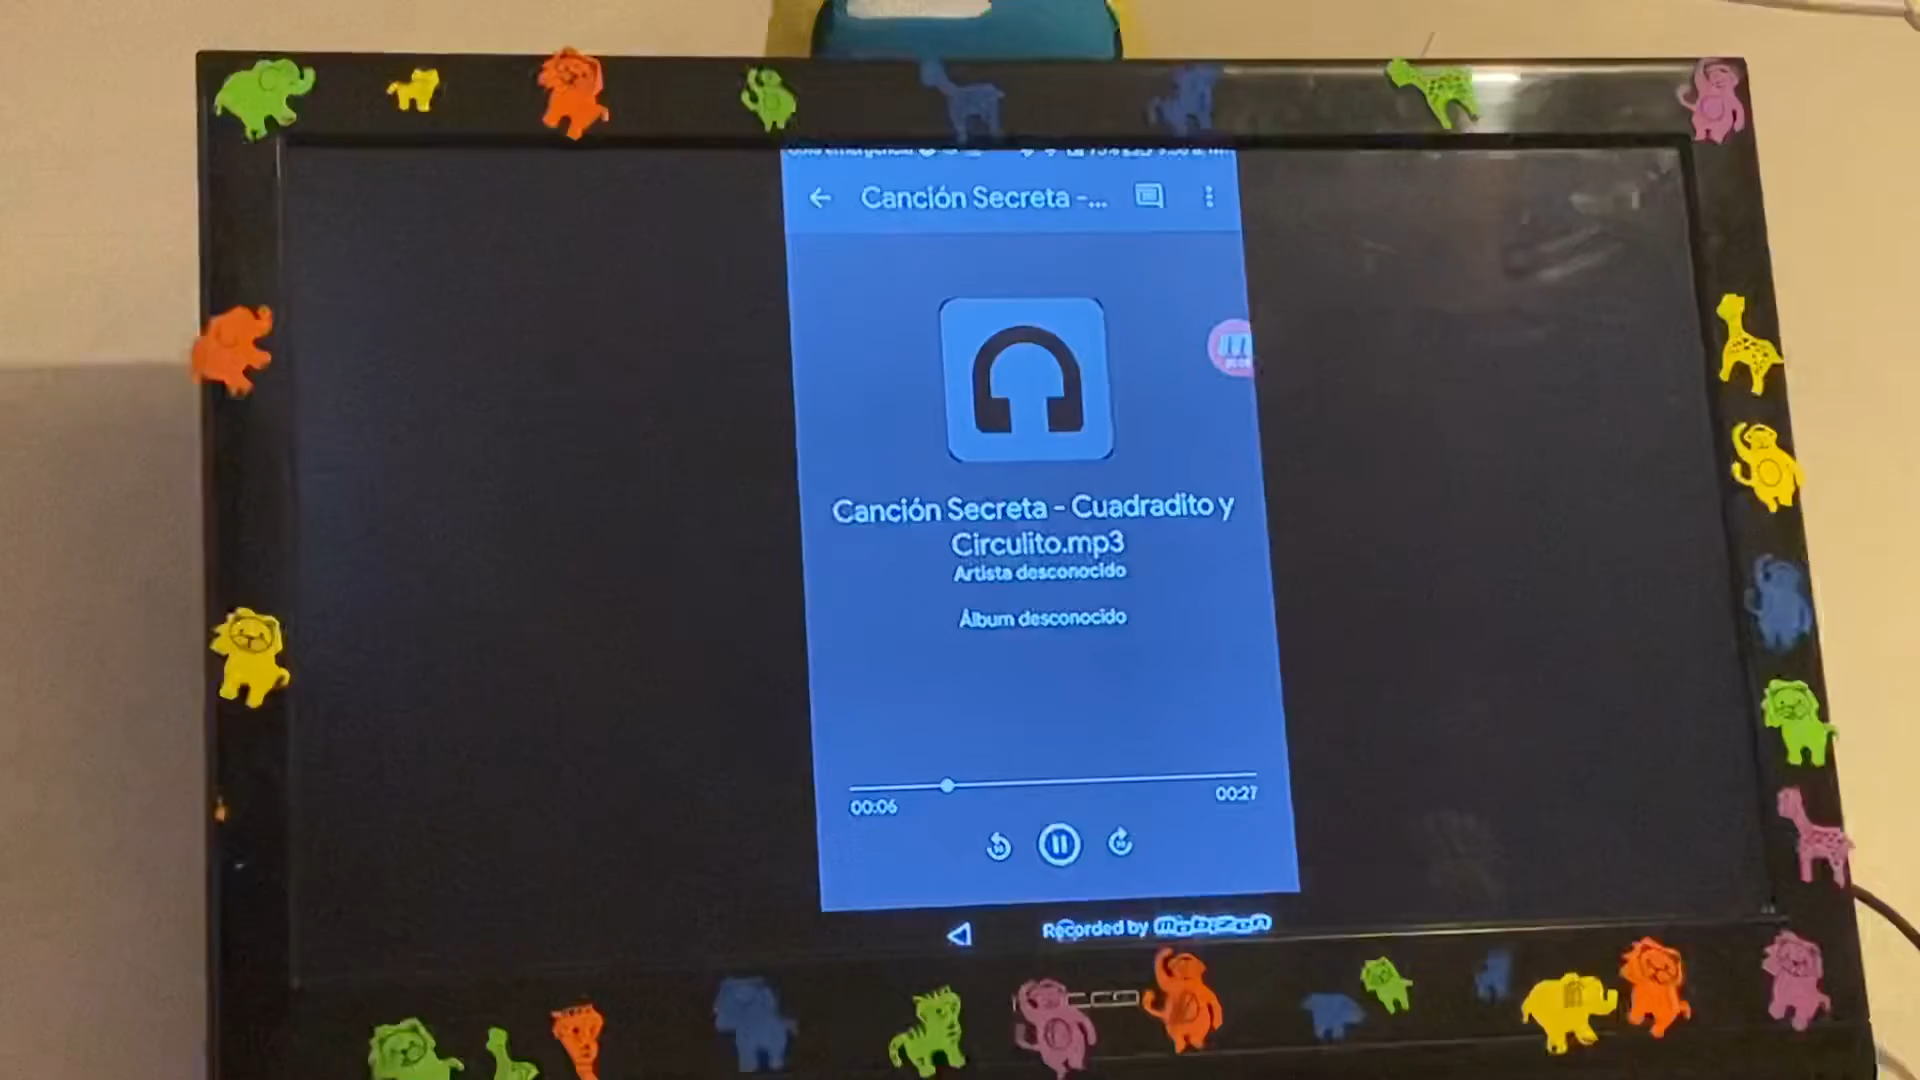 Canción Secreta -...
Canción Secreta - Cuadradito y
Circulito.mp3
Artista desconocido
Álbum desconocido
00:06
00:27
Recorded by